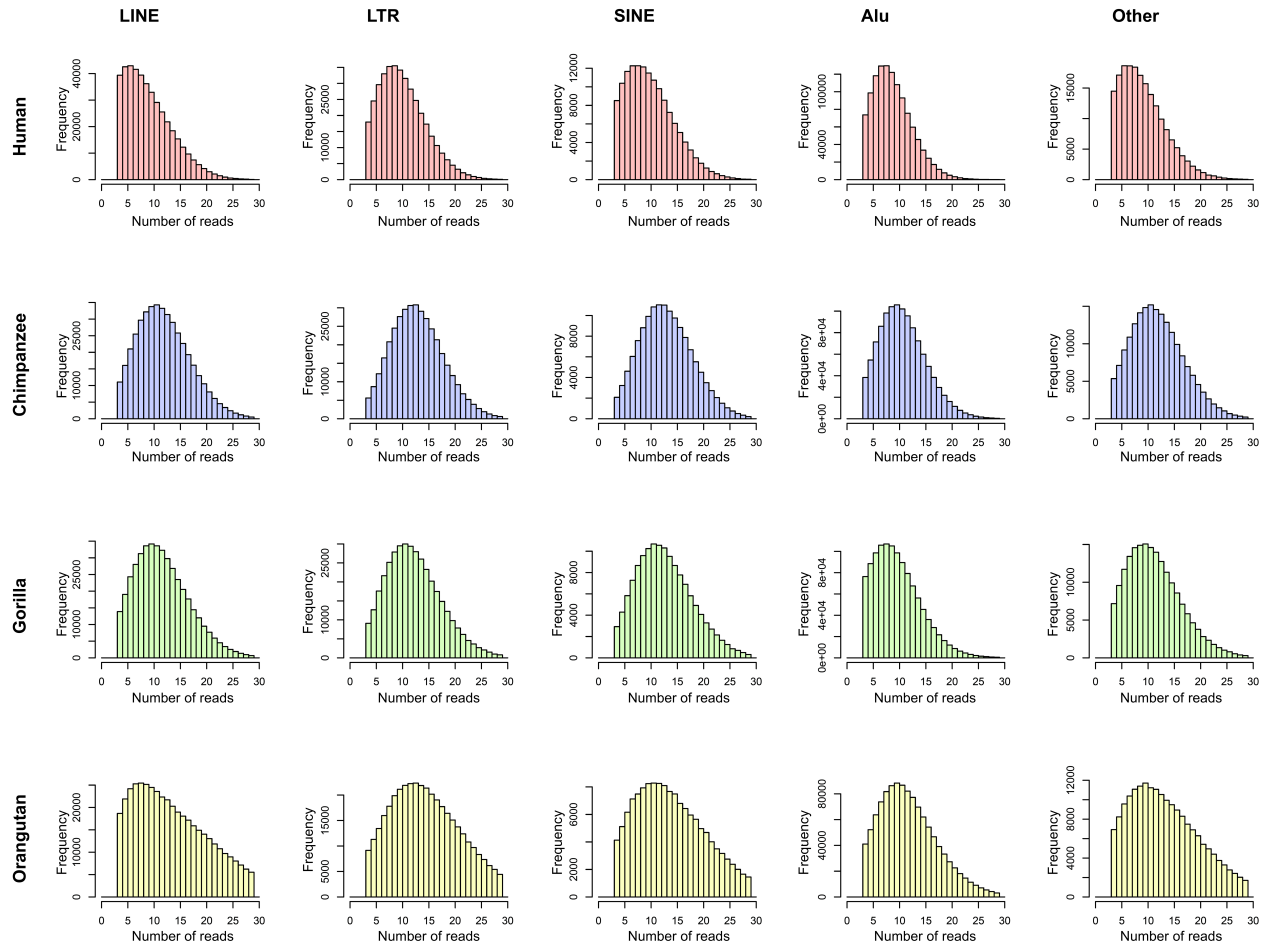 LINE LTR SINE Alu Other
Human
Frequency
0 20000 40000
0 5 10 15 20 25 30
Number of reads
Frequency
0 10000 25000
0 5 10 15 20 25 30
Number of reads
Frequency
0 4000 8000 12000
0 5 10 15 20 25 30
Number of reads
Frequency
0 40000 100000
0 5 10 15 20 25 30
Number of reads
Frequency
0 5000 15000
0 5 10 15 20 25 30
Number of reads
Chimpanzee
Frequency
0 10000 25000
0 5 10 15 20 25 30
Number of reads
Frequency
0 10000 25000
0 5 10 15 20 25 30
Number of reads
Frequency
0 4000 8000
0 5 10 15 20 25 30
Number of reads
Frequency
0e+00 4e+04 8e+04
0 5 10 15 20 25 30
Number of reads
Frequency
0 5000 10000
0 5 10 15 20 25 30
Number of reads
Gorilla
Frequency
0 10000 25000
0 5 10 15 20 25 30
Number of reads
Frequency
0 10000 25000
0 5 10 15 20 25 30
Number of reads
Frequency
0 4000 8000
0 5 10 15 20 25 30
Number of reads
Frequency
0e+00 4e+04 8e+04
0 5 10 15 20 25 30
Number of reads
Frequency
0 5000 10000
0 5 10 15 20 25 30
Number of reads
Orangutan
Frequency
0 10000 20000
0 5 10 15 20 25 30
Number of reads
Frequency
0 5000 15000
0 5 10 15 20 25 30
Number of reads
Frequency
0 2000 6000
0 5 10 15 20 25 30
Number of reads
Frequency
0 40000 80000
0 5 10 15 20 25 30
Number of reads
Frequency
0 4000 8000 12000
0 5 10 15 20 25 30
Number of reads